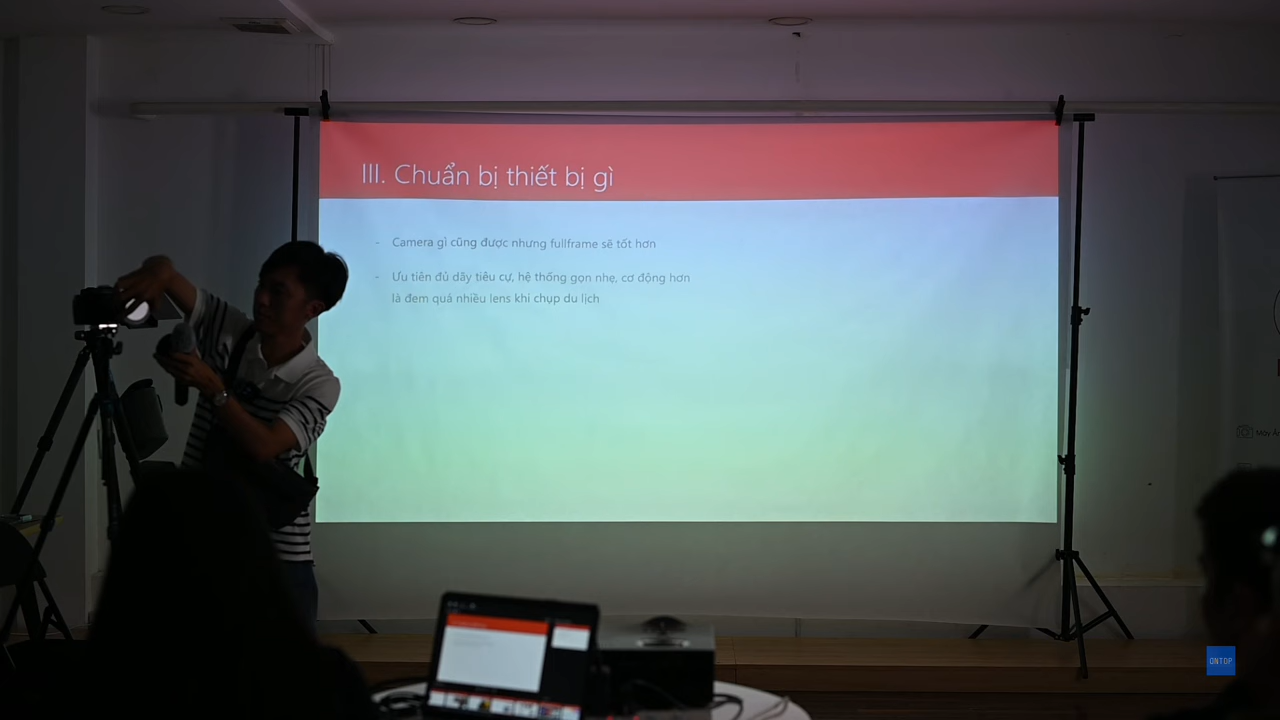 III. Chuẩn bị thiết bị gì
- Camera gì cũng được nhưng fullframe sẽ tốt hơn
- Ưu tiên đủ dãy tiêu cự, hệ thống gọn nhẹ, cơ động hơn
là đem quá nhiều lens khi chụp du lịch
Máy Ả
ONTOP